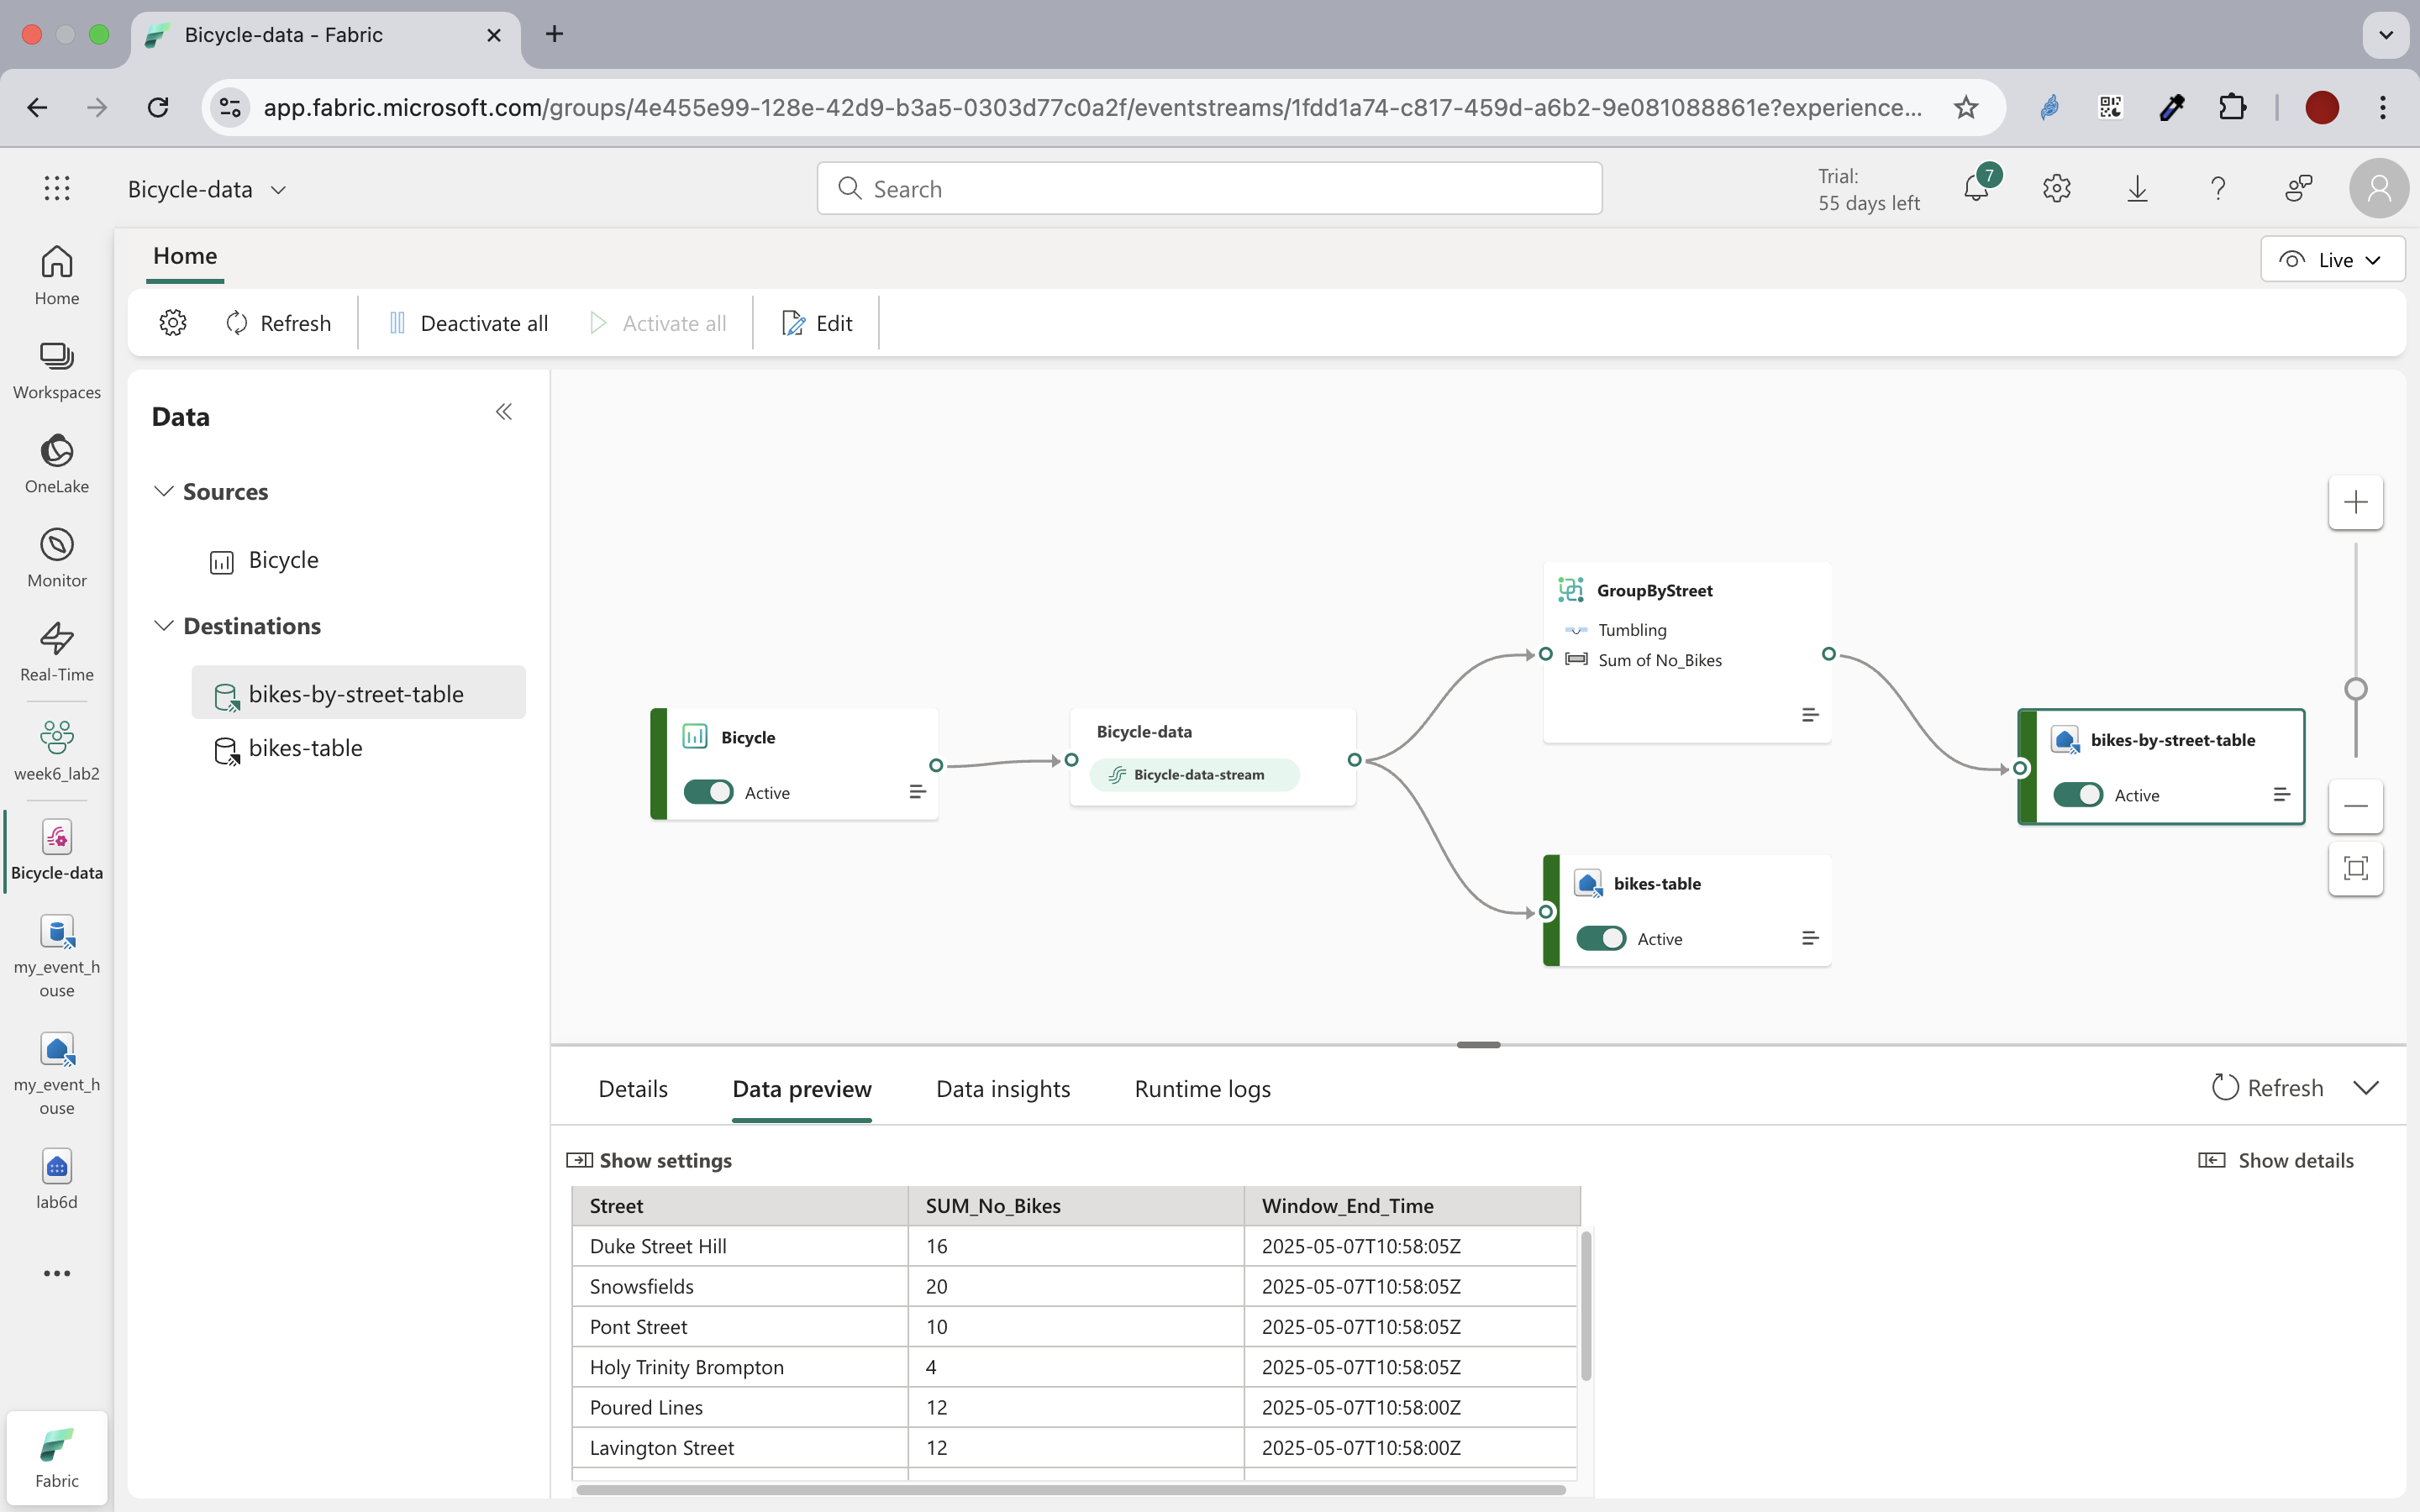 Bicycle-data - Fabric
app.fabric.microsoft.com/groups/4e455e99-128e-42d9-b3a5-0303d77c0a2f/eventstreams/1fdd1a74-c817-459d-a6b2-9e081088861e?experience...
Bicycle-data
Search
Trial:
55 days left
7
Home
Live
Refresh
Deactivate all
Activate all
Edit
Home
Workspaces
OneLake
Monitor
Real-Time
week6_lab2
Bicycle-data
my_event_h
ouse
my_event_h
ouse
lab6d
Fabric
Data
Sources
Bicycle
Destinations
bikes-by-street-table
bikes-table
Bicycle
Active
Bicycle-data
Bicycle-data-stream
GroupByStreet
Tumbling
Sum of No_Bikes
bikes-by-street-table
Active
bikes-table
Active
Details
Data preview
Data insights
Runtime logs
Refresh
Show settings
Show details
Street SUM_No_Bikes Window_End_Time
Duke Street Hill 16 2025-05-07T10:58:05Z
Snowsfields 20 2025-05-07T10:58:05Z
Pont Street 10 2025-05-07T10:58:05Z
Holy Trinity Brompton 4 2025-05-07T10:58:05Z
Poured Lines 12 2025-05-07T10:58:00Z
Lavington Street 12 2025-05-07T10:58:00Z